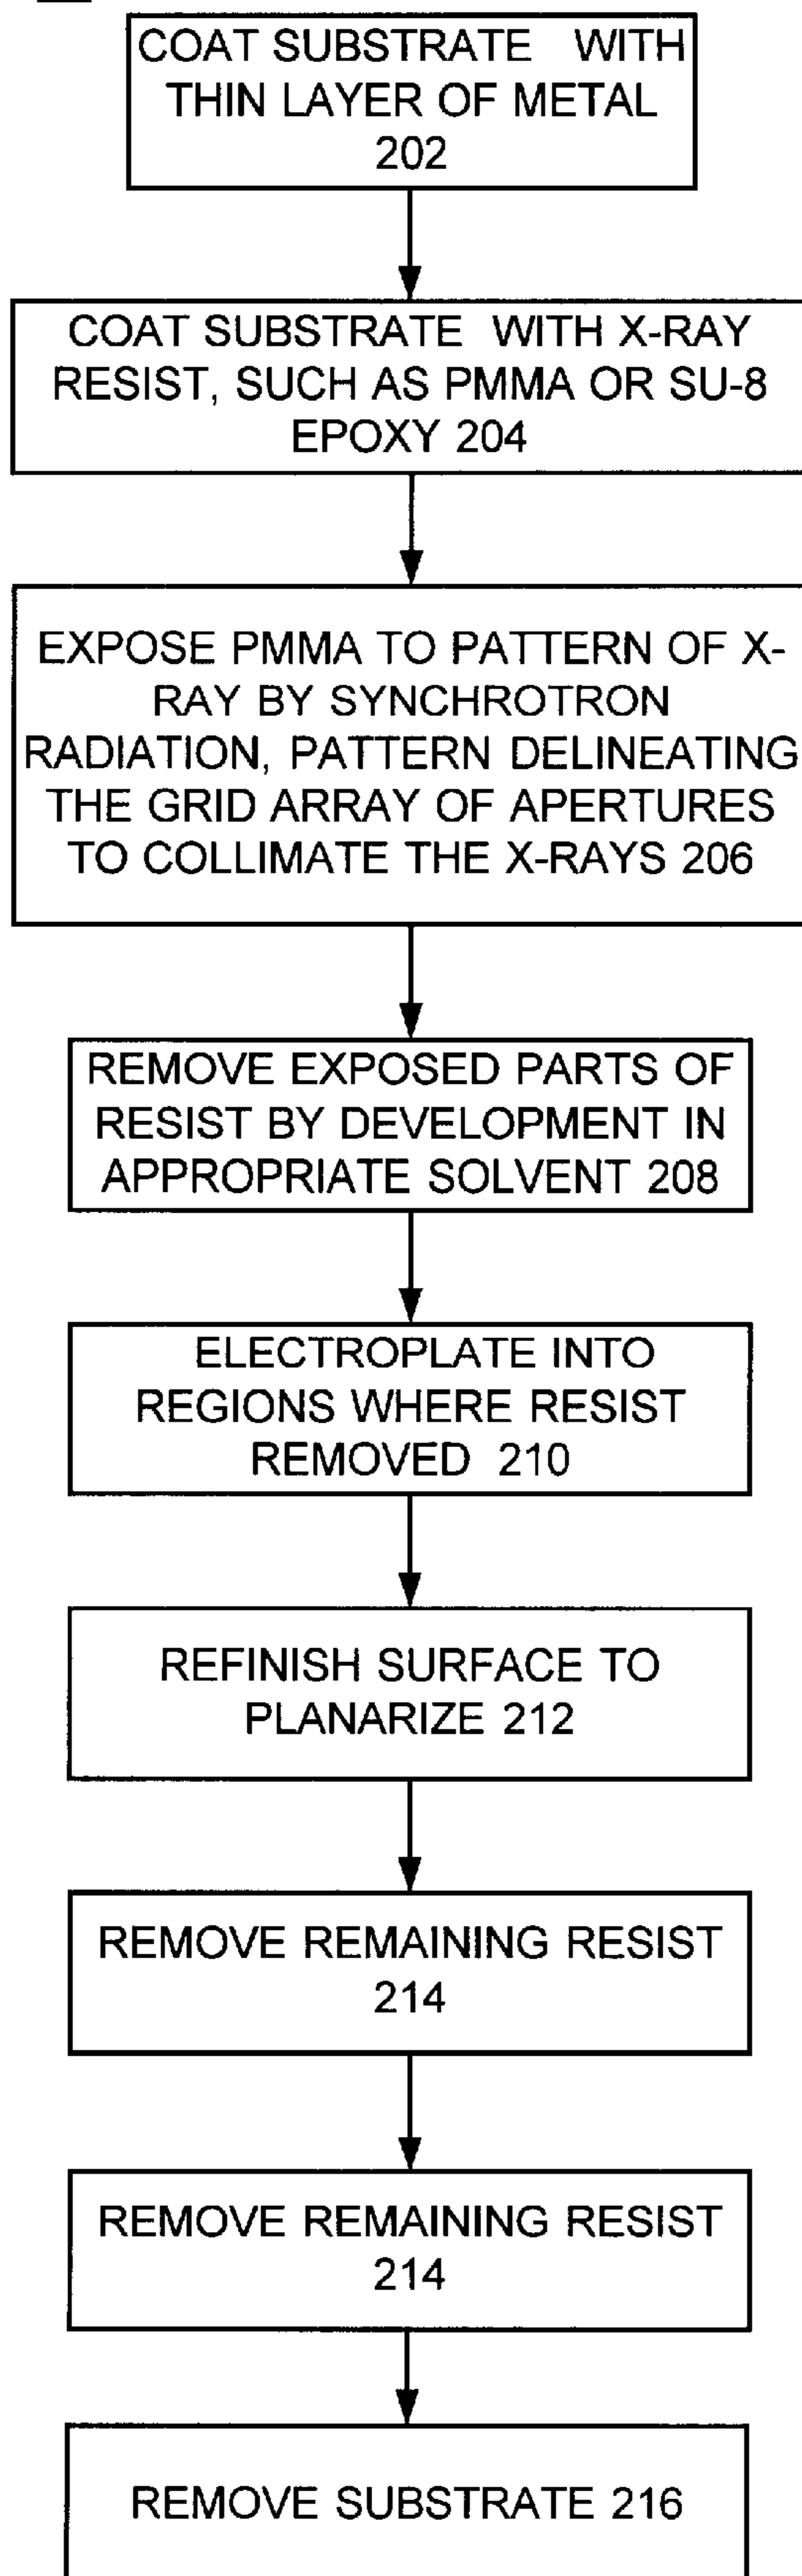 COAT SUBSTRATE WITH
THIN LAYER OF METAL
202
COAT SUBSTRATE WITH X-RAY
RESIST, SUCH AS PMMA OR SU-8
EPOXY 204
EXPOSE PMMA TO PATTERN OF X-
RAY BY SYNCHROTRON
RADIATION, PATTERN DELINEATING
THE GRID ARRAY OF APERTURES
TO COLLIMATE THE X-RAYS 206
REMOVE EXPOSED PARTS OF
RESIST BY DEVELOPMENT IN
APPROPRIATE SOLVENT 208
ELECTROPLATE INTO
REGIONS WHERE RESIST
REMOVED 210
REFINISH SURFACE TO
PLANARIZE 212
REMOVE REMAINING RESIST
214
REMOVE REMAINING RESIST
214
REMOVE SUBSTRATE 216